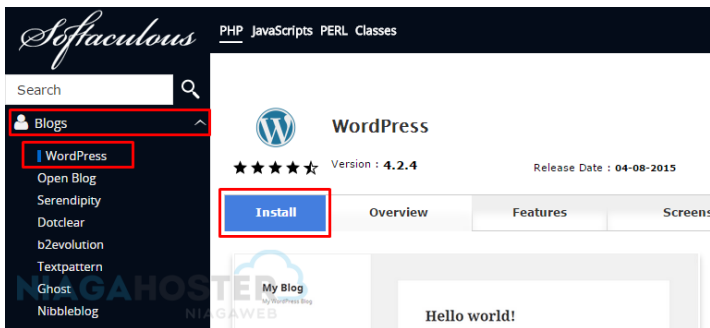 Softaculous
PHP JavaScripts PERL Classes
Search
Blogs
WordPress
Open Blog
Serendipity
Dotclear
b2evolution
Textpattern
Ghost
Nibbleblog
WordPress
Version : 4.2.4
Release Date : 04-08-2015
Install
Overview
Features
Screens
My Blog
My WordPress Blog
Hello world!
NIAGAHOSTER
NIAGAWEB